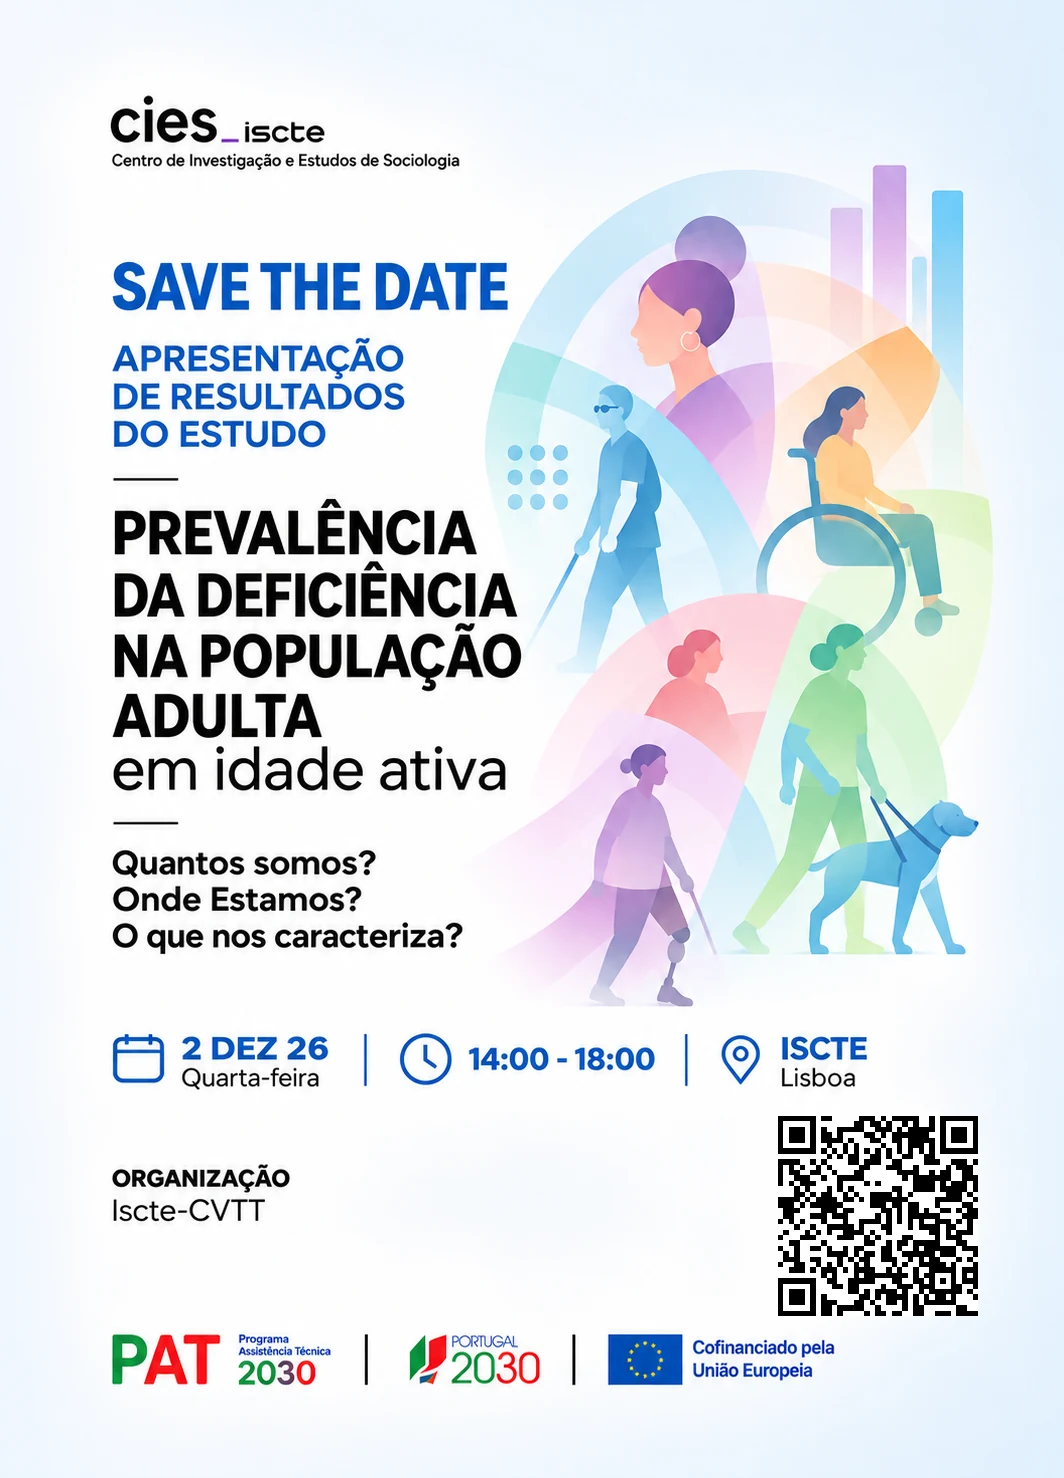 cies_iscte
Centro de Investigação e Estudos de Sociologia
SAVE THE DATE
APRESENTAÇÃO
DE RESULTADOS
DO ESTUDO
PREVALÊNCIA
DA DEFICIÊNCIA
NA POPULAÇÃO
ADULTA
em idade ativa
Quantos somos?
Onde Estamos?
O que nos caracteriza?
2 DEZ 26
Quarta-feira
14:00 - 18:00
ISCTE
Lisboa
ORGANIZAÇÃO
Iscte-CVTT
PAT
Programa
Assistência Técnica
2030
PORTUGAL
2030
Cofinanciado pela
União Europeia